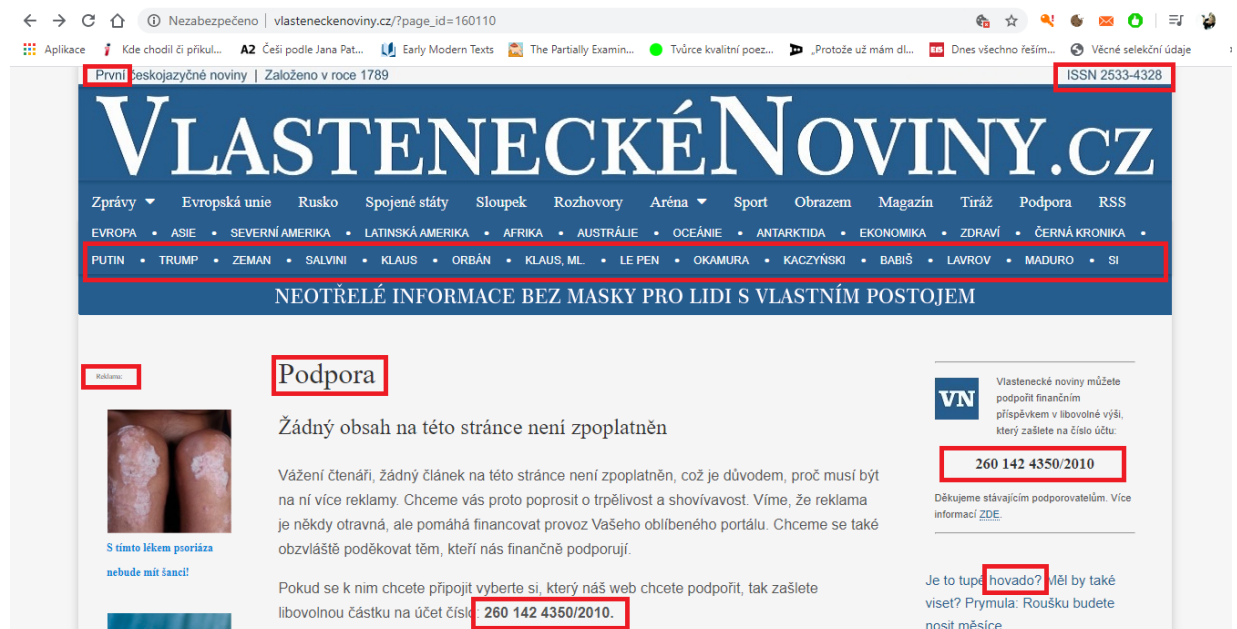 Nezabezpečeno | vlasteneckenoviny.cz/?page_id=160110
Aplikace Kde chodil či přikul... A2 Češi podle Jana Pat... Early Modern Texts The Partially Examin... Tvůrce kvalitní poez... „Protože už mám dl... Dnes všechno řeším... Věcné selekční údaje
První českojazyčné noviny | Založeno v roce 1789 ISSN 2533-4328
VLASTENECKÉNOVINY.CZ
Zprávy Evropská unie Rusko Spojené státy Sloupek Rozhovory Aréna Sport Obrazem Magazín Tiráž Podpora RSS
EVROPA • ASIE • SEVERNÍ AMERIKA • LATINSKÁ AMERIKA • AFRIKA • AUSTRÁLIE • OCEÁNIE • ANTARKTIDA • EKONOMIKA • ZDRAVÍ • ČERNÁ KRONIKA •
PUTIN • TRUMP • ZEMAN • SALVINI • KLAUS • ORBÁN • KLAUS, ML. • LE PEN • OKAMURA • KACZYŃSKI • BABIŠ • LAVROV • MADURO • SI
NEOTŘELÉ INFORMACE BEZ MASKY PRO LIDI S VLASTNÍM POSTOJEM
Reklama:
S tímto lékem psoriáza
nebude mít šanci!
Podpora
Žádný obsah na této stránce není zpoplatněn
Vážení čtenáři, žádný článek na této stránce není zpoplatněn, což je důvodem, proč musí být
na ní více reklamy. Chceme vás proto poprosit o trpělivost a shovívavost. Víme, že reklama
je někdy otravná, ale pomáhá financovat provoz Vašeho oblíbeného portálu. Chceme se také
obzvláště poděkovat těm, kteří nás finančně podporují.
Pokud se k nim chcete připojit vyberte si, který náš web chcete podpořit, tak zašlete
libovolnou částku na účet číslo: 260 142 4350/2010.
VN
Vlastenecké noviny můžete
podpořit finančním
příspěvkem v libovolné výši,
který zašlete na číslo účtu:
260 142 4350/2010
Děkujeme stávajícím podporovatelům. Více
informací ZDE.
Je to tupé hovado? Měl by také
viset? Prymula: Roušku budete
nosit měsíce